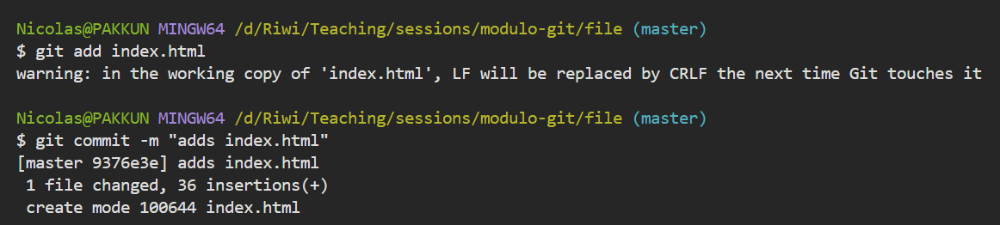 Nicolas@PAKKUN MINGW64 /d/Riwi/Teaching/sessions/modulo-git/file (master)
$ git add index.html
warning: in the working copy of 'index.html', LF will be replaced by CRLF the next time Git touches it
Nicolas@PAKKUN MINGW64 /d/Riwi/Teaching/sessions/modulo-git/file (master)
$ git commit -m "adds index.html"
[master 9376e3e] adds index.html
1 file changed, 36 insertions(+)
create mode 100644 index.html